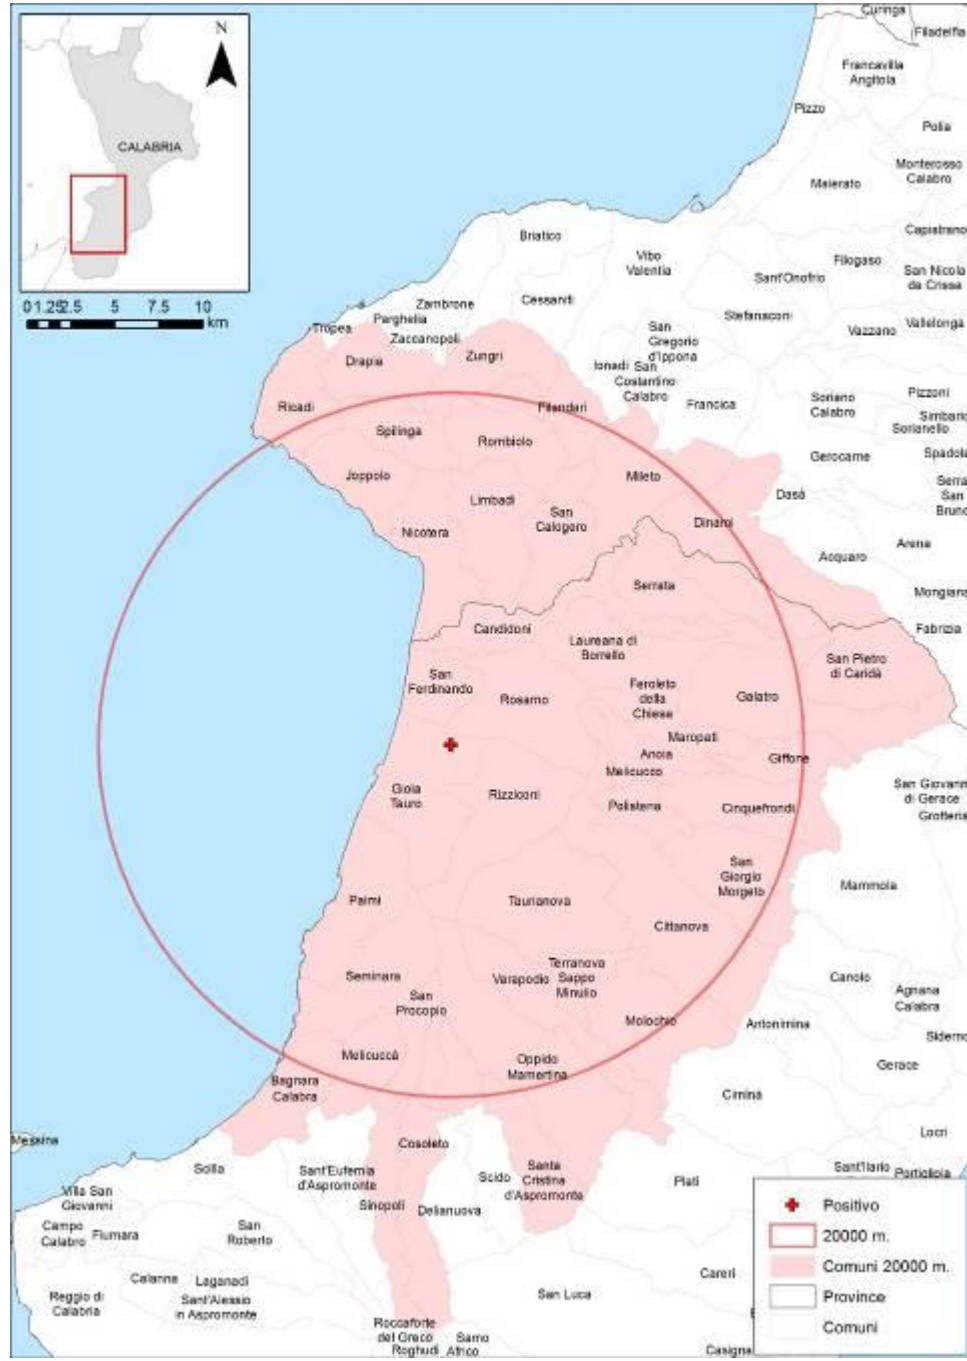 Curinga
Filadelfia
N
Francavilla
Angitola
Pizzo
Polia
CALABRIA
Monterosso
Calabro
Maierato
Capistrano
Briatico
Vibo
Valentia
Filogaso
San Nicola
da Crissa
Sant'Onofrio
01.252.5 5 7.5 10
km
Zambrone
Cessaniti
Parghelia
Stefanaconi
Vallelonga
Vazzano
Tropea
Zaccanopoli
San
Gregorio
d'Ippona
Drapia
Zungri
Ionadi
San
Costantino
Calabro
Pizzoni
Soriano
Calabro
Ricadi
Filandari
Francica
Simbario
Sorianello
Spilinga
Rombiolo
Gerocarne
Spadola
Joppolo
Mileto
Serra
San
Bruno
Dasà
Limbadi
San
Calogero
Dinami
Nicotera
Acquaro
Arena
Serrata
Mongiana
Candidoni
Fabrizia
Laureana di
Borrello
San Pietro
di Caridà
San
Ferdinando
Rosarno
Feroleto
della
Chiesa
Galatro
Maropati
Anoia
Giffone
Melicucco
Gioia
Tauro
Rizziconi
San Giovanni
di Gerace
Grotteria
Polistena
Cinquefrondi
San
Giorgio
Morgeto
Mammola
Palmi
Taurianova
Cittanova
Seminara
Varapodio
Terranova
Sappo
Minulio
Canolo
Agnana
Calabra
San
Procopio
Molochio
Antonimina
Siderno
Melicuccà
Oppido
Mamertina
Gerace
Bagnara
Calabra
Ciminà
Messina
Cosoleto
Locri
Scilla
Sant'Eufemia
d'Aspromonte
Scido
Santa
Cristina
d'Aspromonte
Platì
Sant'Ilario
Portigliola
Villa San
Giovanni
Sinopoli
Delianuova
Campo
Calabro
Fiumara
San
Roberto
Calanna
Laganadi
Reggio di
Calabria
Sant'Alessio
in Aspromonte
San Luca
Careri
Roccaforte
del Greco
Roghudi
Samo
Africo
Casigna
Positivo
20000 m.
Comuni 20000 m.
Province
Comuni